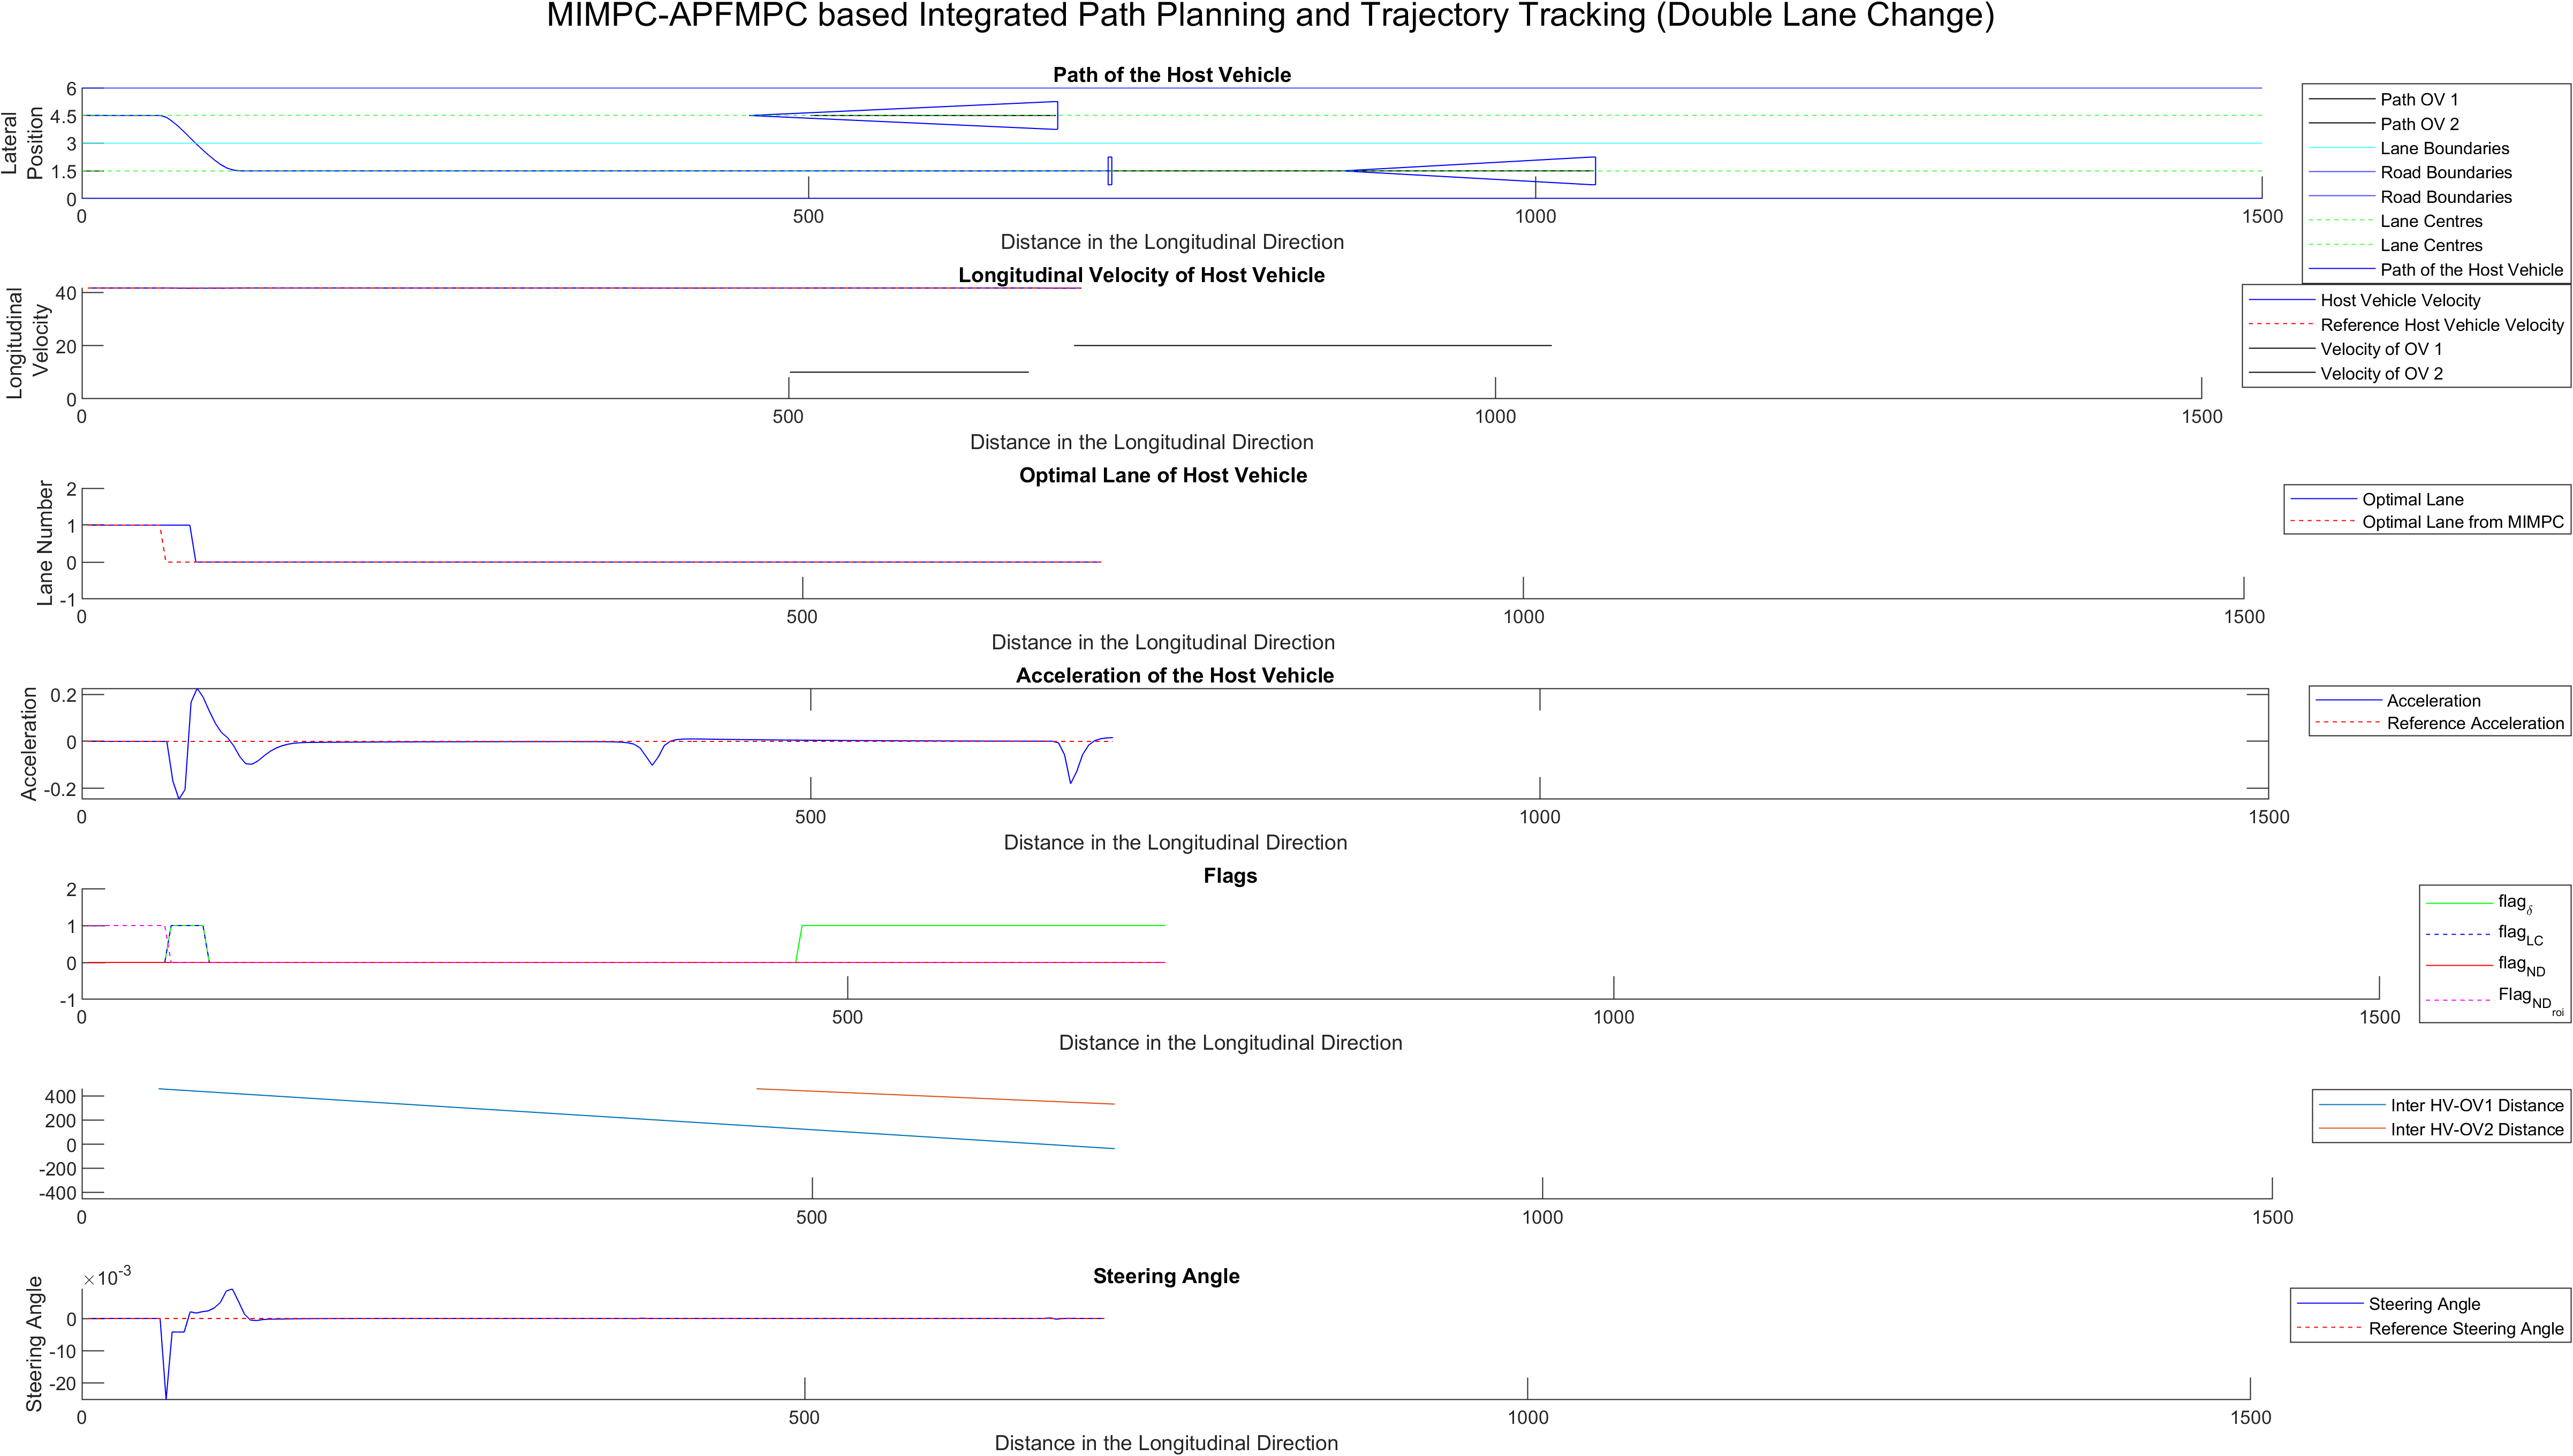 MIMPC-APFMPC based Integrated Path Planning and Trajectory Tracking (Double Lane Change)
Path of the Host Vehicle
Lateral
Position
6
4.5
3
1.5
0
0 500 1000 1500
Distance in the Longitudinal Direction
Path OV 1
Path OV 2
Lane Boundaries
Road Boundaries
Road Boundaries
Lane Centres
Lane Centres
Path of the Host Vehicle
Longitudinal Velocity of Host Vehicle
Longitudinal
Velocity
40
20
0
0 500 1000 1500
Distance in the Longitudinal Direction
Host Vehicle Velocity
Reference Host Vehicle Velocity
Velocity of OV 1
Velocity of OV 2
Optimal Lane of Host Vehicle
Lane Number
2
1
0
-1
0 500 1000 1500
Distance in the Longitudinal Direction
Optimal Lane
Optimal Lane from MIMPC
Acceleration of the Host Vehicle
Acceleration
0.2
0
-0.2
0 500 1000 1500
Distance in the Longitudinal Direction
Acceleration
Reference Acceleration
Flags
2
1
0
-1
0 500 1000 1500
Distance in the Longitudinal Direction
flagδ
flagLC
flagND
FlagNDroi
400
200
0
-200
-400
0 500 1000 1500
Inter HV-OV1 Distance
Inter HV-OV2 Distance
Steering Angle
Steering Angle
×10-3
0
-10
-20
0 500 1000 1500
Distance in the Longitudinal Direction
Steering Angle
Reference Steering Angle